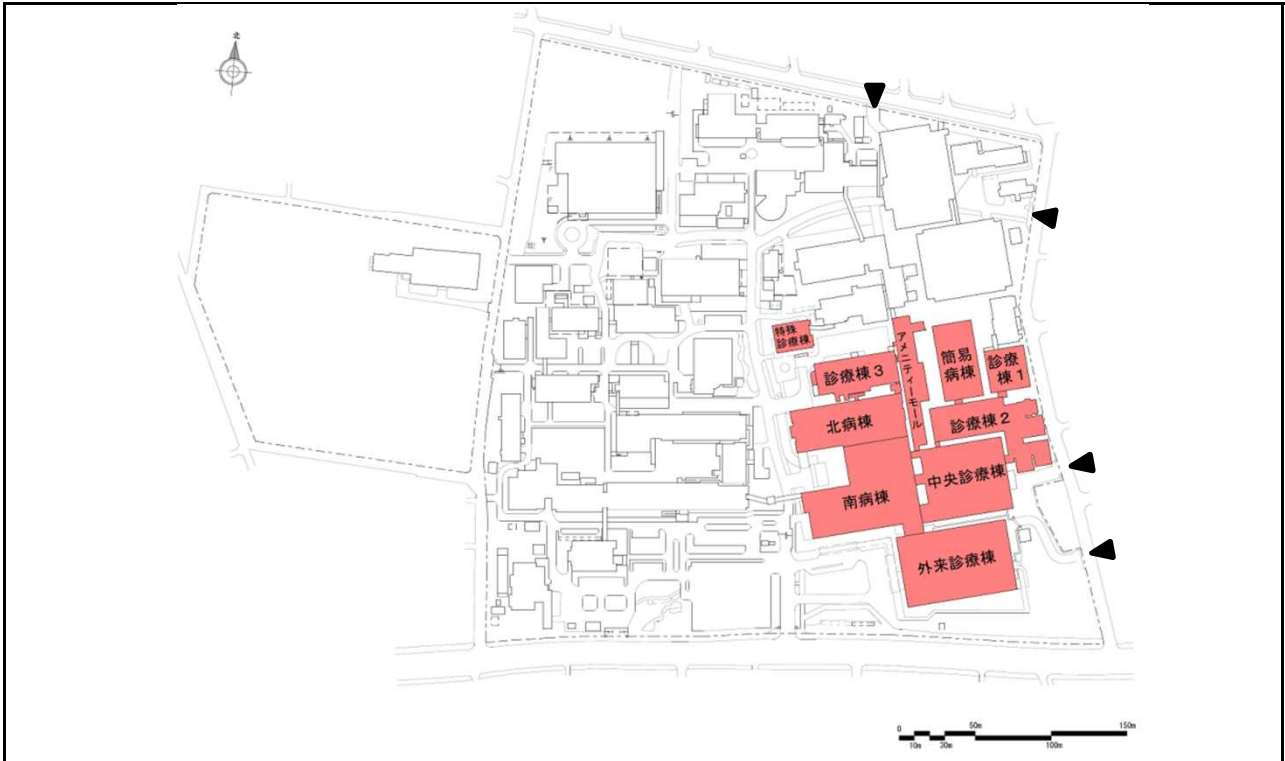 北
特殊
診療棟
診療棟3
アメニティーモール
簡易
病棟
診療
棟1
北病棟
診療棟2
南病棟
中央診療棟
外来診療棟
0
50m
150m
10m
30m
100m